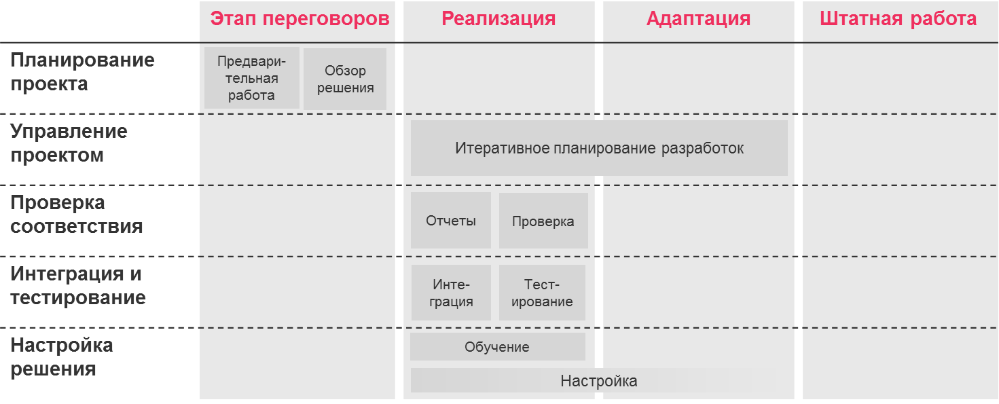 Этап переговоров
Реализация
Адаптация
Штатная работа
Планирование
проекта
Предвари-
тельная
работа
Обзор
решения
Управление
проектом
Итеративное планирование разработок
Проверка
соответствия
Отчеты
Проверка
Интеграция и
тестирование
Инте-
грация
Тест-
ирование
Настройка
решения
Обучение
Настройка